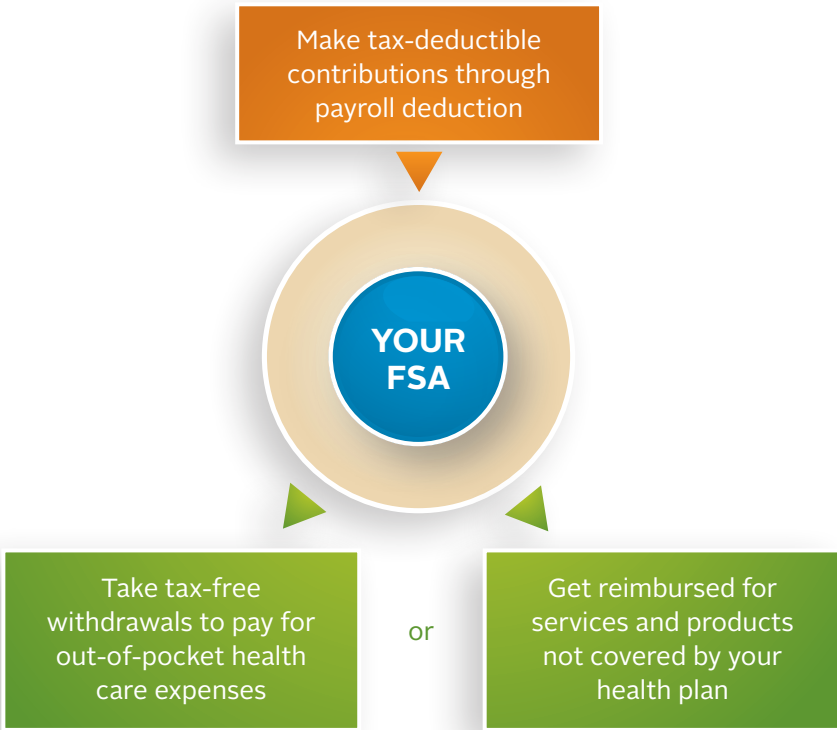 Make tax-deductible
contributions through
payroll deduction
YOUR
FSA
Take tax-free
withdrawals to pay for
out-of-pocket health
care expenses
or
Get reimbursed for
services and products
not covered by your
health plan